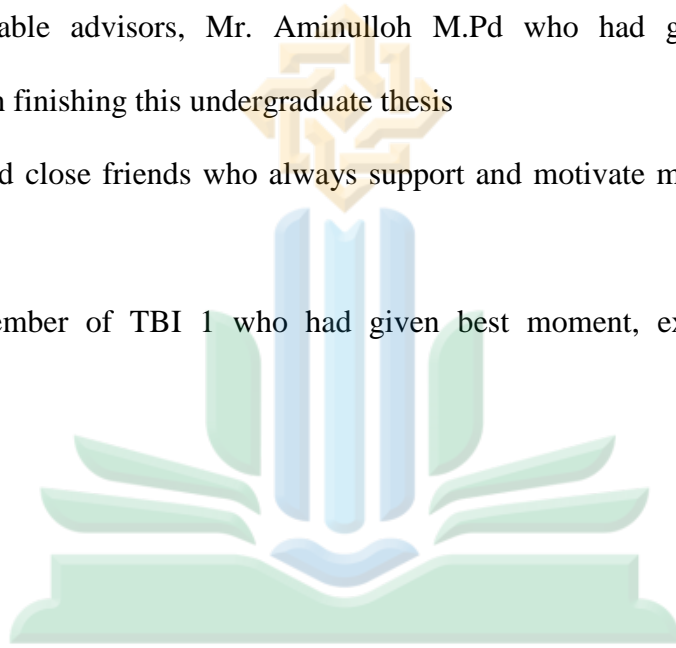 able advisors, Mr. Aminulloh M.Pd who had g
n finishing this undergraduate thesis
d close friends who always support and motivate m
ember of TBI 1 who had given best moment, ex